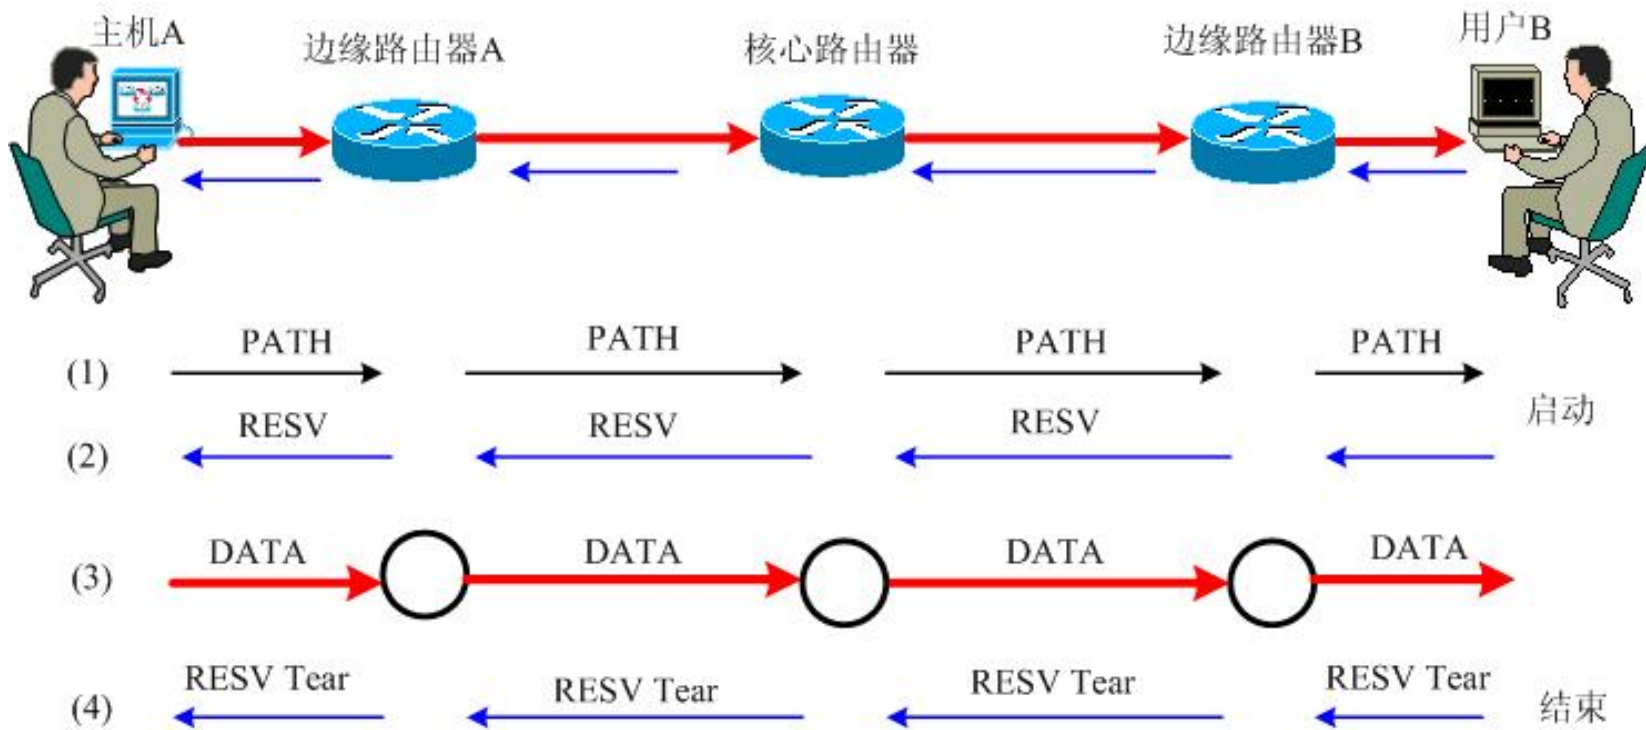 主机A
边缘路由器A
核心路由器
边缘路由器B
用户B
(1)
PATH
PATH
PATH
PATH
启动
(2)
RESV
RESV
RESV
(3)
DATA
DATA
DATA
DATA
(4)
RESV Tear
RESV Tear
RESV Tear
RESV Tear
结束